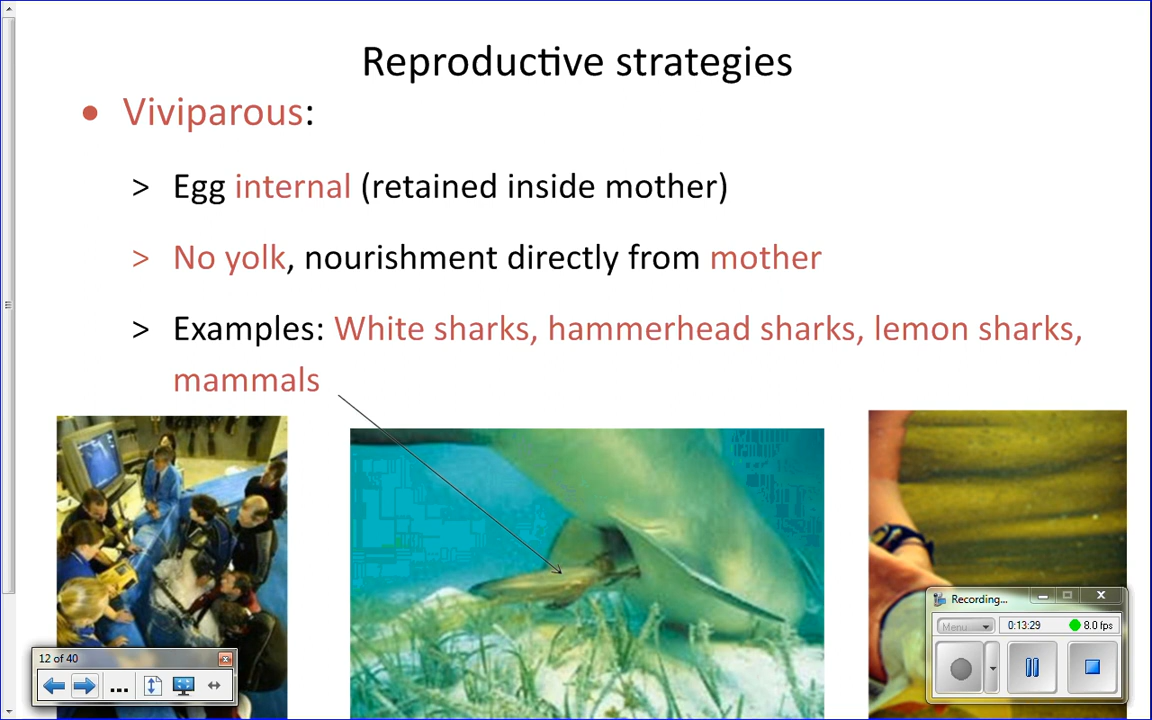 Reproductive strategies
• Viviparous:
> Egg internal (retained inside mother)
> No yolk, nourishment directly from mother
> Examples: White sharks, hammerhead sharks, lemon sharks,
mammals
Recording...
Menu
0:13:29
8.0 fps
12 of 40